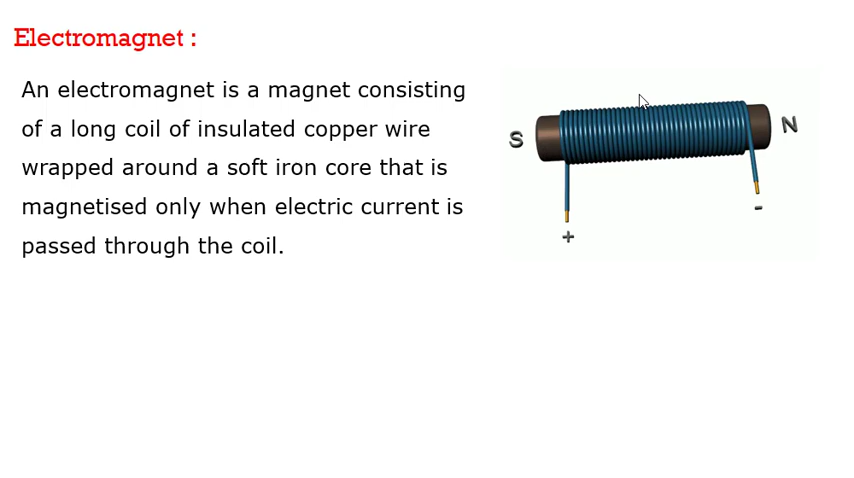 Electromagnet :
An electromagnet is a magnet consisting
of a long coil of insulated copper wire
wrapped around a soft iron core that is
magnetised only when electric current is
passed through the coil.
S
N
+
-